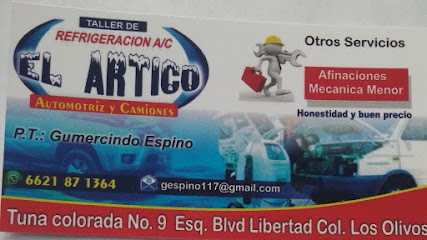 TALLER DE
REFRIGERACION A/C
EL ARTICO
AUTOMOTRIZ Y CAMIONES
P.T.: Gumercindo Espino
6621 87 1364
gespino117@gmail.com
Otros Servicios
Afinaciones
Mecanica Menor
Honestidad y buen precio
Tuna colorada No. 9 Esq. Blvd Libertad Col. Los Olivos